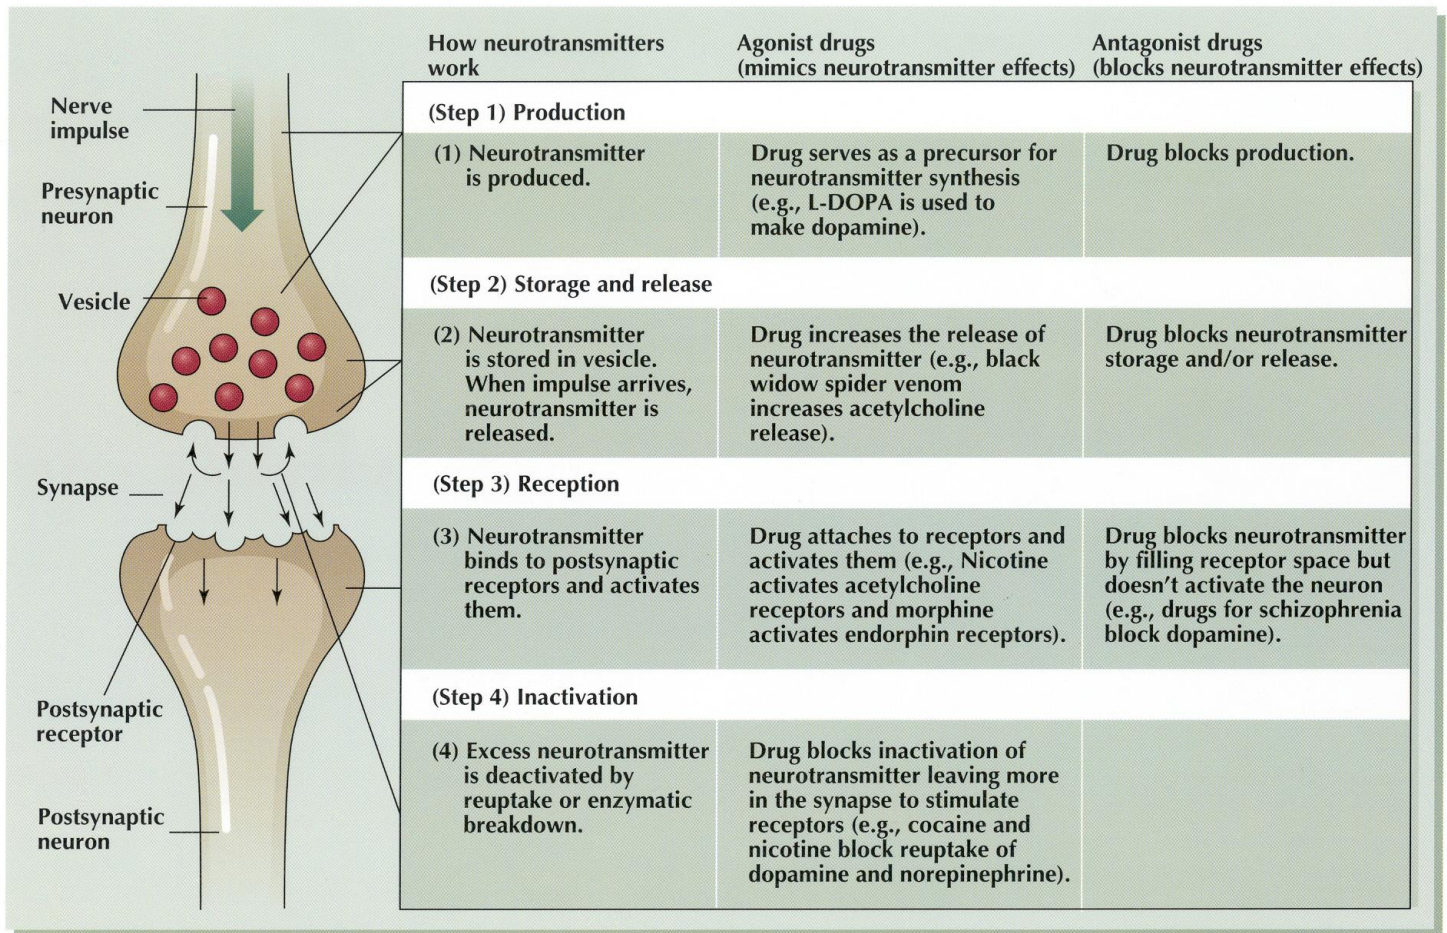 How neurotransmitters
work
Agonist drugs
(mimics neurotransmitter effects)
Antagonist drugs
(blocks neurotransmitter effects)
Nerve
impulse
Presynaptic
neuron
Vesicle
Synapse
Postsynaptic
receptor
Postsynaptic
neuron
(Step 1) Production
(1) Neurotransmitter
is produced.
Drug serves as a precursor for
neurotransmitter synthesis
(e.g., L-DOPA is used to
make dopamine).
Drug blocks production.
(Step 2) Storage and release
(2) Neurotransmitter
is stored in vesicle.
When impulse arrives,
neurotransmitter is
released.
Drug increases the release of
neurotransmitter (e.g., black
widow spider venom
increases acetylcholine
release).
Drug blocks neurotransmitter
storage and/or release.
(Step 3) Reception
(3) Neurotransmitter
binds to postsynaptic
receptors and activates
them.
Drug attaches to receptors and
activates them (e.g., Nicotine
activates acetylcholine
receptors and morphine
activates endorphin receptors).
Drug blocks neurotransmitter
by filling receptor space but
doesn't activate the neuron
(e.g., drugs for schizophrenia
block dopamine).
(Step 4) Inactivation
(4) Excess neurotransmitter
is deactivated by
reuptake or enzymatic
breakdown.
Drug blocks inactivation of
neurotransmitter leaving more
in the synapse to stimulate
receptors (e.g., cocaine and
nicotine block reuptake of
dopamine and norepinephrine).